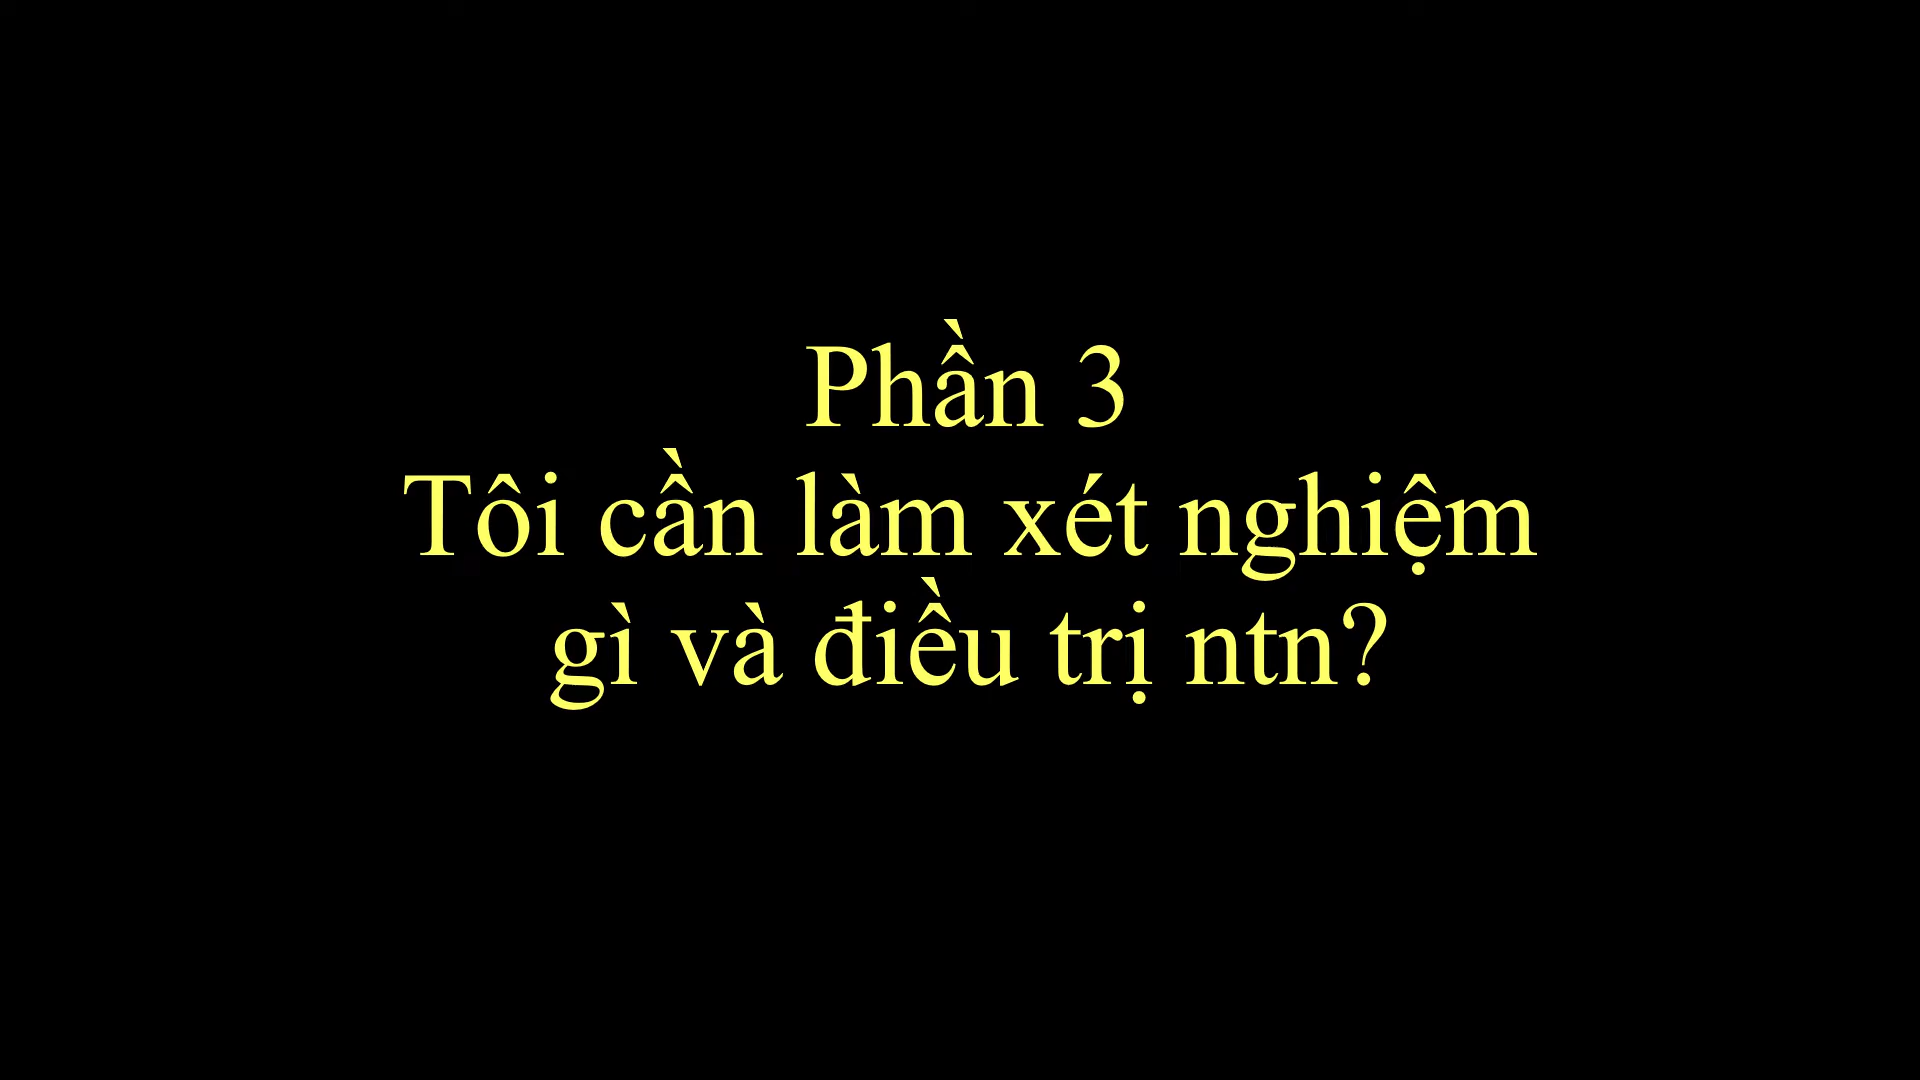 Phần 3
Tôi cần làm xét nghiệm
gì và điều trị ntn?